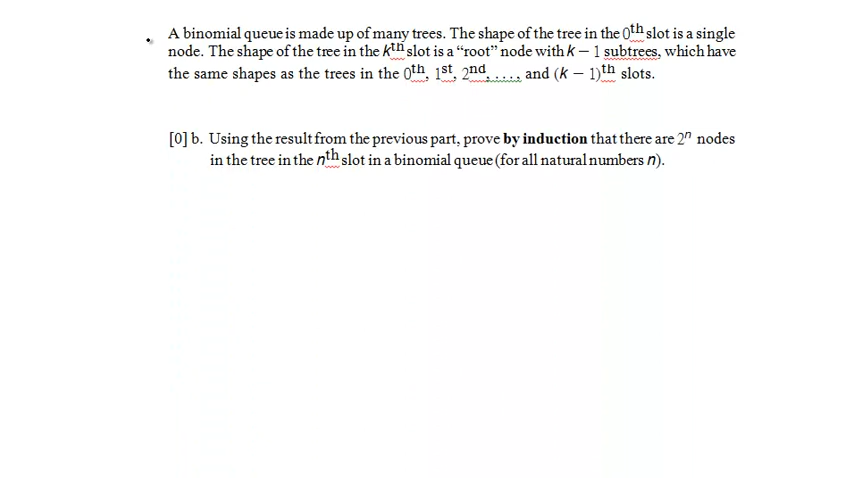 A binomial queue is made up of many trees. The shape of the tree in the 0th slot is a single
node. The shape of the tree in the kth slot is a “root” node with k – 1 subtrees, which have
the same shapes as the trees in the 0th, 1st, 2nd, ...., and (k – 1)th slots.
[0] b. Using the result from the previous part, prove by induction that there are 2ⁿ nodes
in the tree in the nth slot in a binomial queue (for all natural numbers n).